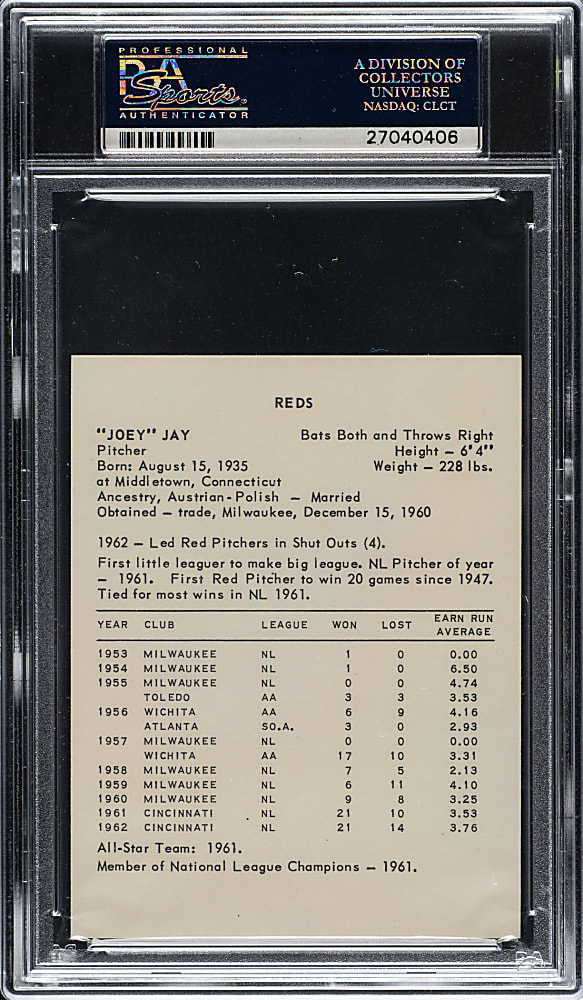 PROFESSIONAL
PSA
Sports
AUTHENTICATOR
A DIVISION OF
COLLECTORS
UNIVERSE
NASDAQ: CLCT
27040406
REDS
"JOEY" JAY Bats Both and Throws Right
Pitcher Height — 6'4"
Born: August 15, 1935 Weight — 228 lbs.
at Middletown, Connecticut
Ancestry, Austrian-Polish — Married
Obtained — trade, Milwaukee, December 15, 1960
1962 — Led Red Pitchers in Shut Outs (4).
First little leaguer to make big league. NL Pitcher of year
— 1961. First Red Pitcher to win 20 games since 1947.
Tied for most wins in NL 1961.
YEAR CLUB LEAGUE WON LOST EARN RUN AVERAGE
1953 MILWAUKEE NL 1 0 0.00
1954 MILWAUKEE NL 1 0 6.50
1955 MILWAUKEE NL 0 0 4.74
TOLEDO AA 3 3 3.53
1956 WICHITA AA 6 9 4.16
ATLANTA SO.A. 3 0 2.93
1957 MILWAUKEE NL 0 0 0.00
WICHITA AA 17 10 3.31
1958 MILWAUKEE NL 7 5 2.13
1959 MILWAUKEE NL 6 11 4.10
1960 MILWAUKEE NL 9 8 3.25
1961 CINCINNATI NL 21 10 3.53
1962 CINCINNATI NL 21 14 3.76
All-Star Team: 1961.
Member of National League Champions — 1961.
PSA